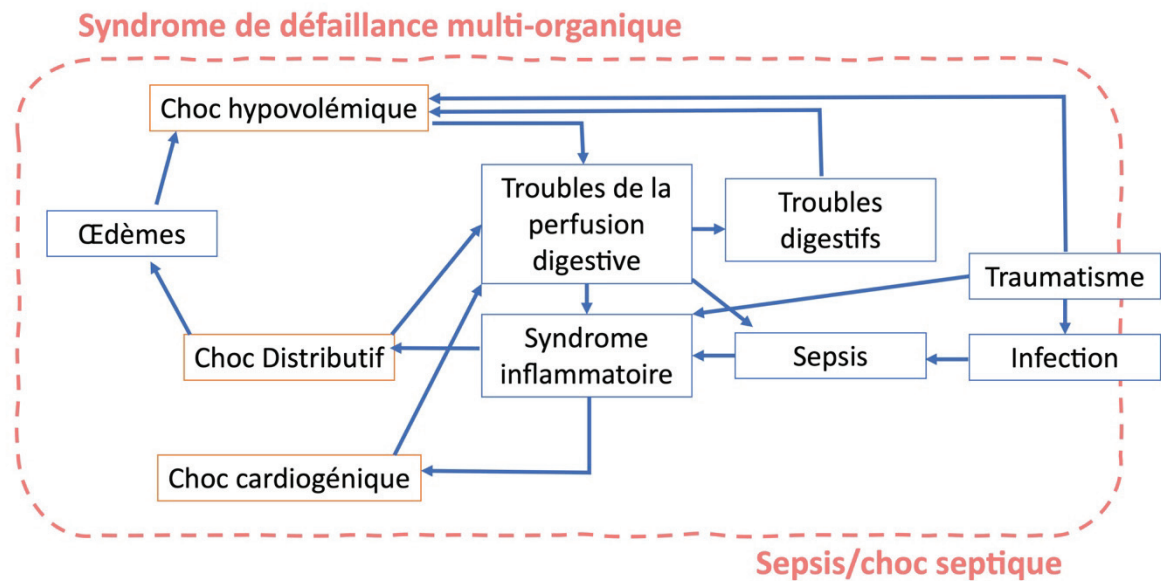 Syndrome de défaillance multi-organique
Choc hypovolémique
Troubles de la
perfusion
digestive
Troubles
digestifs
Œdèmes
Traumatisme
Choc Distributif
Syndrome
inflammatoire
Sepsis
Infection
Choc cardiogénique
Sepsis/choc septique